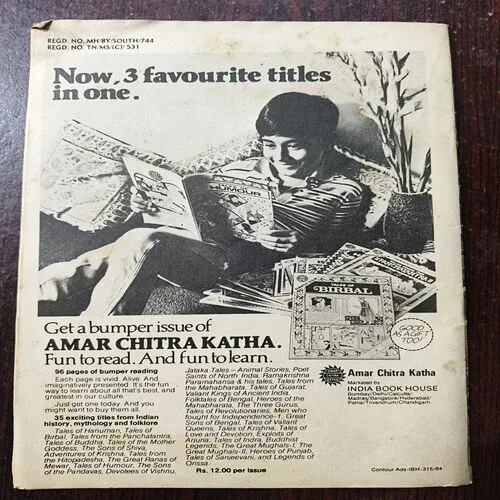 REGD. NO. MH/BY/SOUTH/744
REGD. NO. TN/MS/(C)/531
Now, 3 favourite titles
in one.
HUMOUR
TALES OF
BIRBAL
GOOD
AS A GIFT
TOO!
Get a bumper issue of
AMAR CHITRA KATHA.
Fun to read. And fun to learn.
96 pages of bumper reading
Each page is vivid. Alive. And
imaginatively presented. It's the fun
way to learn about all that's best, and
greatest in our culture.
Just get one today. And you
might want to buy them all.
35 exciting titles from Indian
history, mythology and folklore
Tales of Hanuman, Tales of
Birbal, Tales from the Panchatantra,
Tales of Buddha, Tales of the Mother
Goddess, The Sons of Shiva,
Adventures of Krishna, Tales from the
Hitopadesha, The Great Ranas of
Mewar, Tales of Humour, The Sons
of the Pandavas, Devotees of Vishnu,
Jataka Tales—Animal Stories, Poet
Saints of North India, Ramakrishna
Paramahansa & his tales, Tales from
the Mahabharata, Tales of Gujarat,
Valiant Kings of Ancient India,
Folktales of Bengal, Heroes of the
Mahabharata, The Three Gurus,
Tales of Revolutionaries, Men who
fought for Independence-1, Great
Sons of Bengal, Tales of Valiant
Queens, Tales of Krishna, Tales of
Love and Devotion, Exploits of
Arjuna, Tales of Indra, Buddhist
Legends, The Great Mughals-I, The
Great Mughals-II, Heroes of Punjab,
Tales of Sanjeevani, and Legends of
Orissa.
Rs. 12.00 per issue
Amar Chitra Katha
Marketed by
INDIA BOOK HOUSE
Bombay/Delhi/Calcutta/
Madras/Bangalore/Hyderabad/
Patna/Trivandrum/Chandigarh.
Contour Ads-IBH-315/84